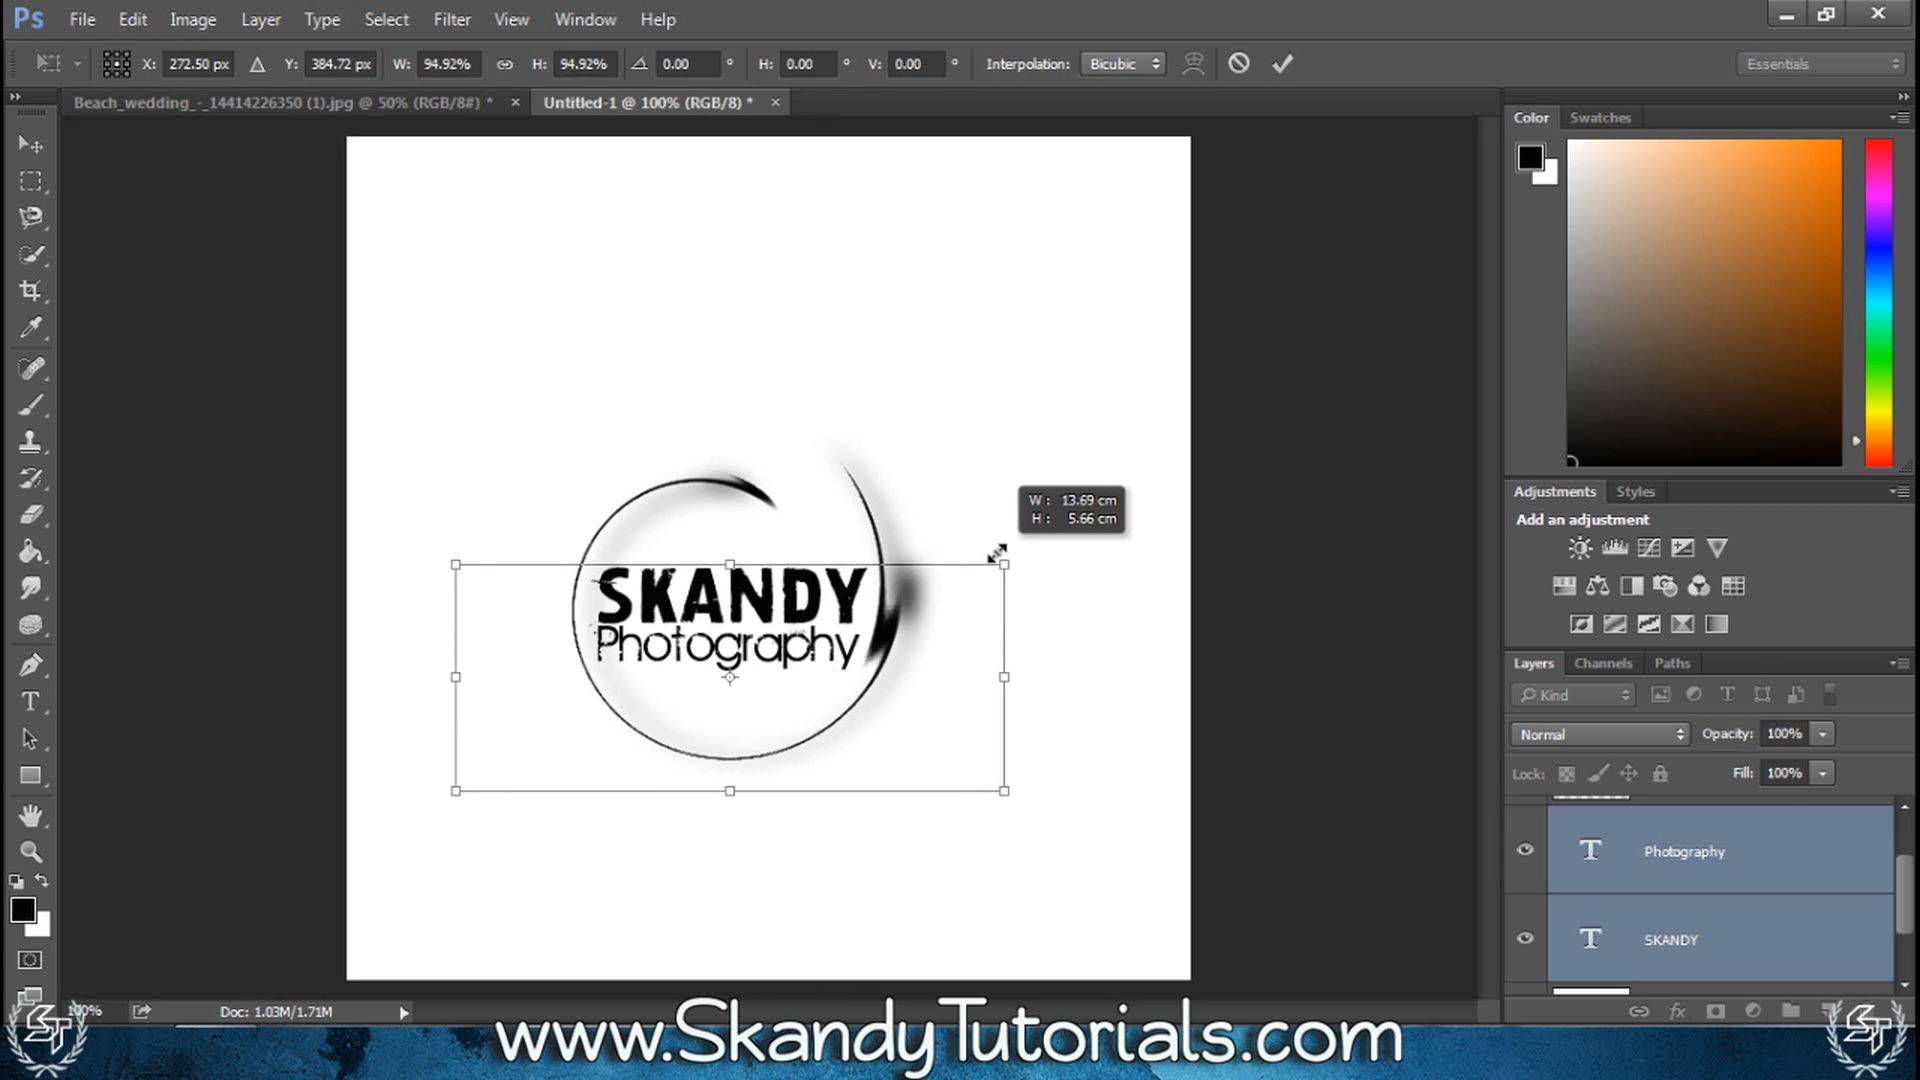 Ps File Edit Image Layer Type Select Filter View Window Help
X: 272.50 px Y: 384.72 px W: 94.92% H: 94.92% 0.00 ° H: 0.00 ° V: 0.00 ° Interpolation: Bicubic Essentials
Beach_wedding_-_14414226350 (1).jpg @ 50% (RGB/8#) * × Untitled-1 @ 100% (RGB/8) * ×
Color Swatches
W: 13.69 cm
H: 5.66 cm
SKANDY
Photography
Adjustments Styles
Add an adjustment
Layers Channels Paths
Kind
Normal Opacity: 100%
Lock: Fill: 100%
Photography
SKANDY
100% Doc: 1.03M/1.71M
fx
www.SkandyTutorials.com
ST
ST